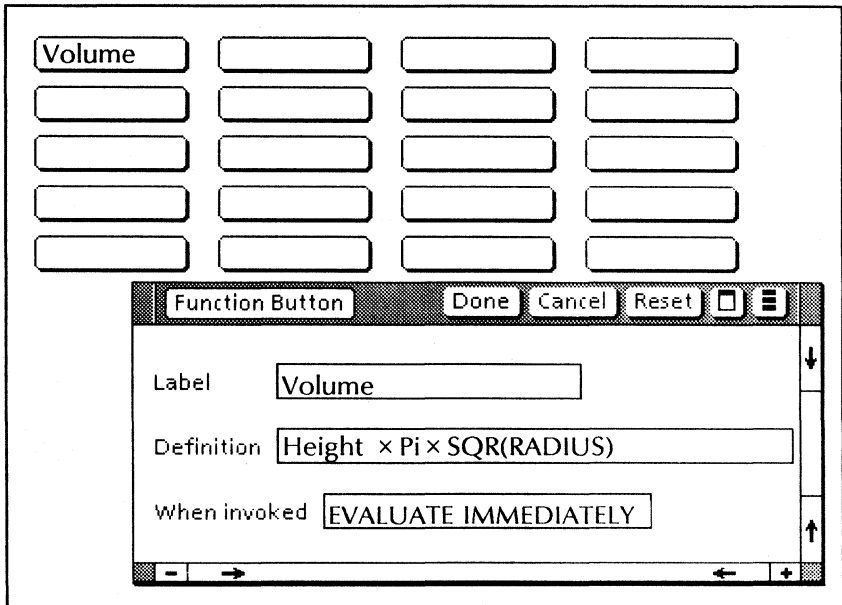 Volume
Function Button Done Cancel Reset
Label Volume
Definition Height × Pi × SQR(RADIUS)
When invoked EVALUATE IMMEDIATELY